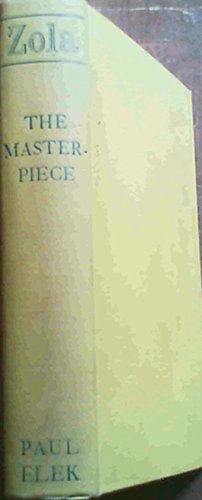 Zola
THE
MASTER-
PIECE
PAUL
ELEK